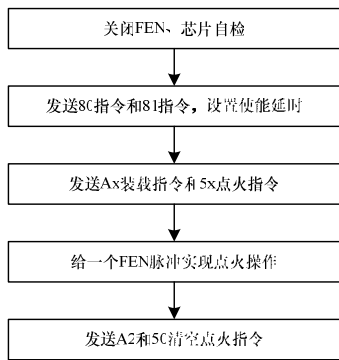 关闭FEN、芯片自检
发送80指令和81指令，设置使能延时
发送Ax装载指令和5x点火指令
给一个FEN脉冲实现点火操作
发送A2和50清空点火指令